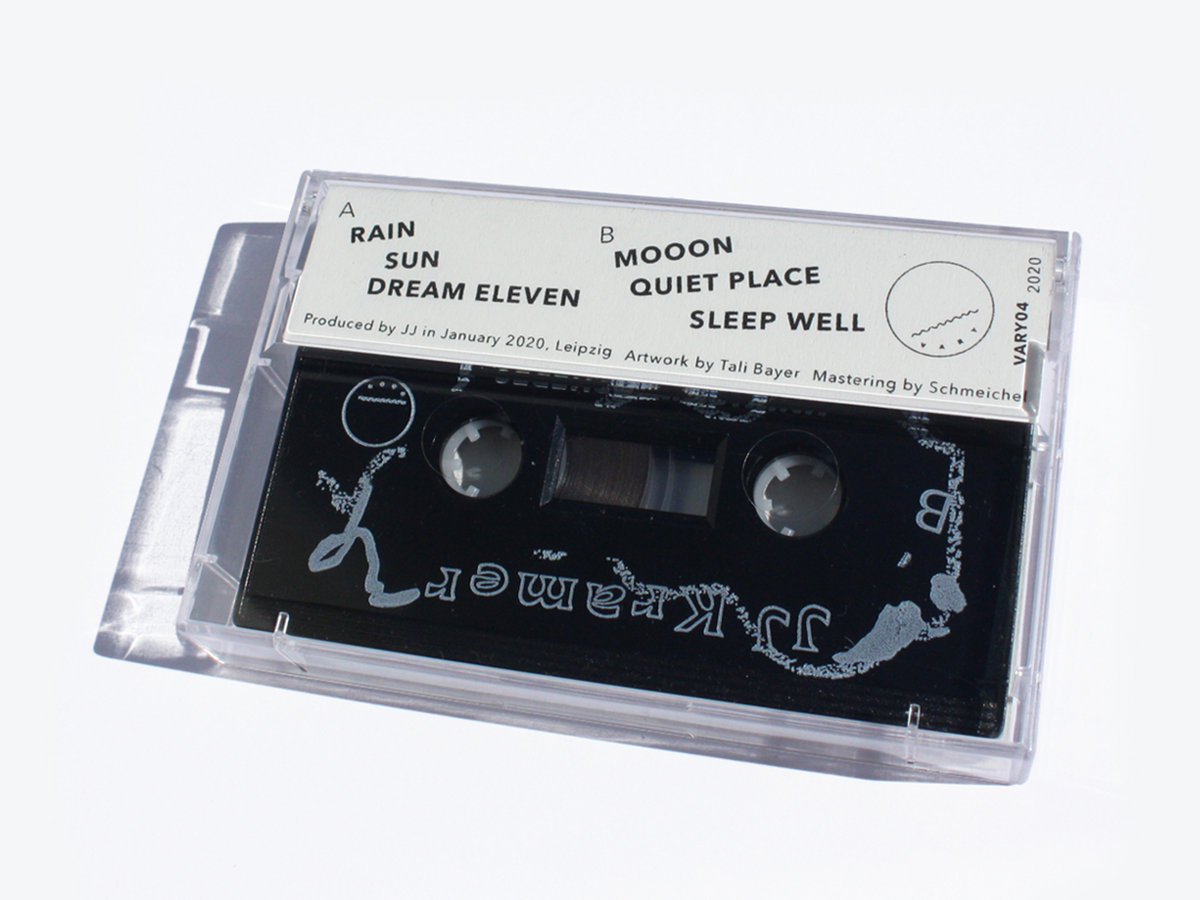 A
RAIN
SUN
DREAM ELEVEN
B
MOOON
QUIET PLACE
SLEEP WELL
Produced by JJ in January 2020, Leipzig Artwork by Tali Bayer Mastering by Schmeichel
VARY
VARY04 2020
B
JJ Kramer